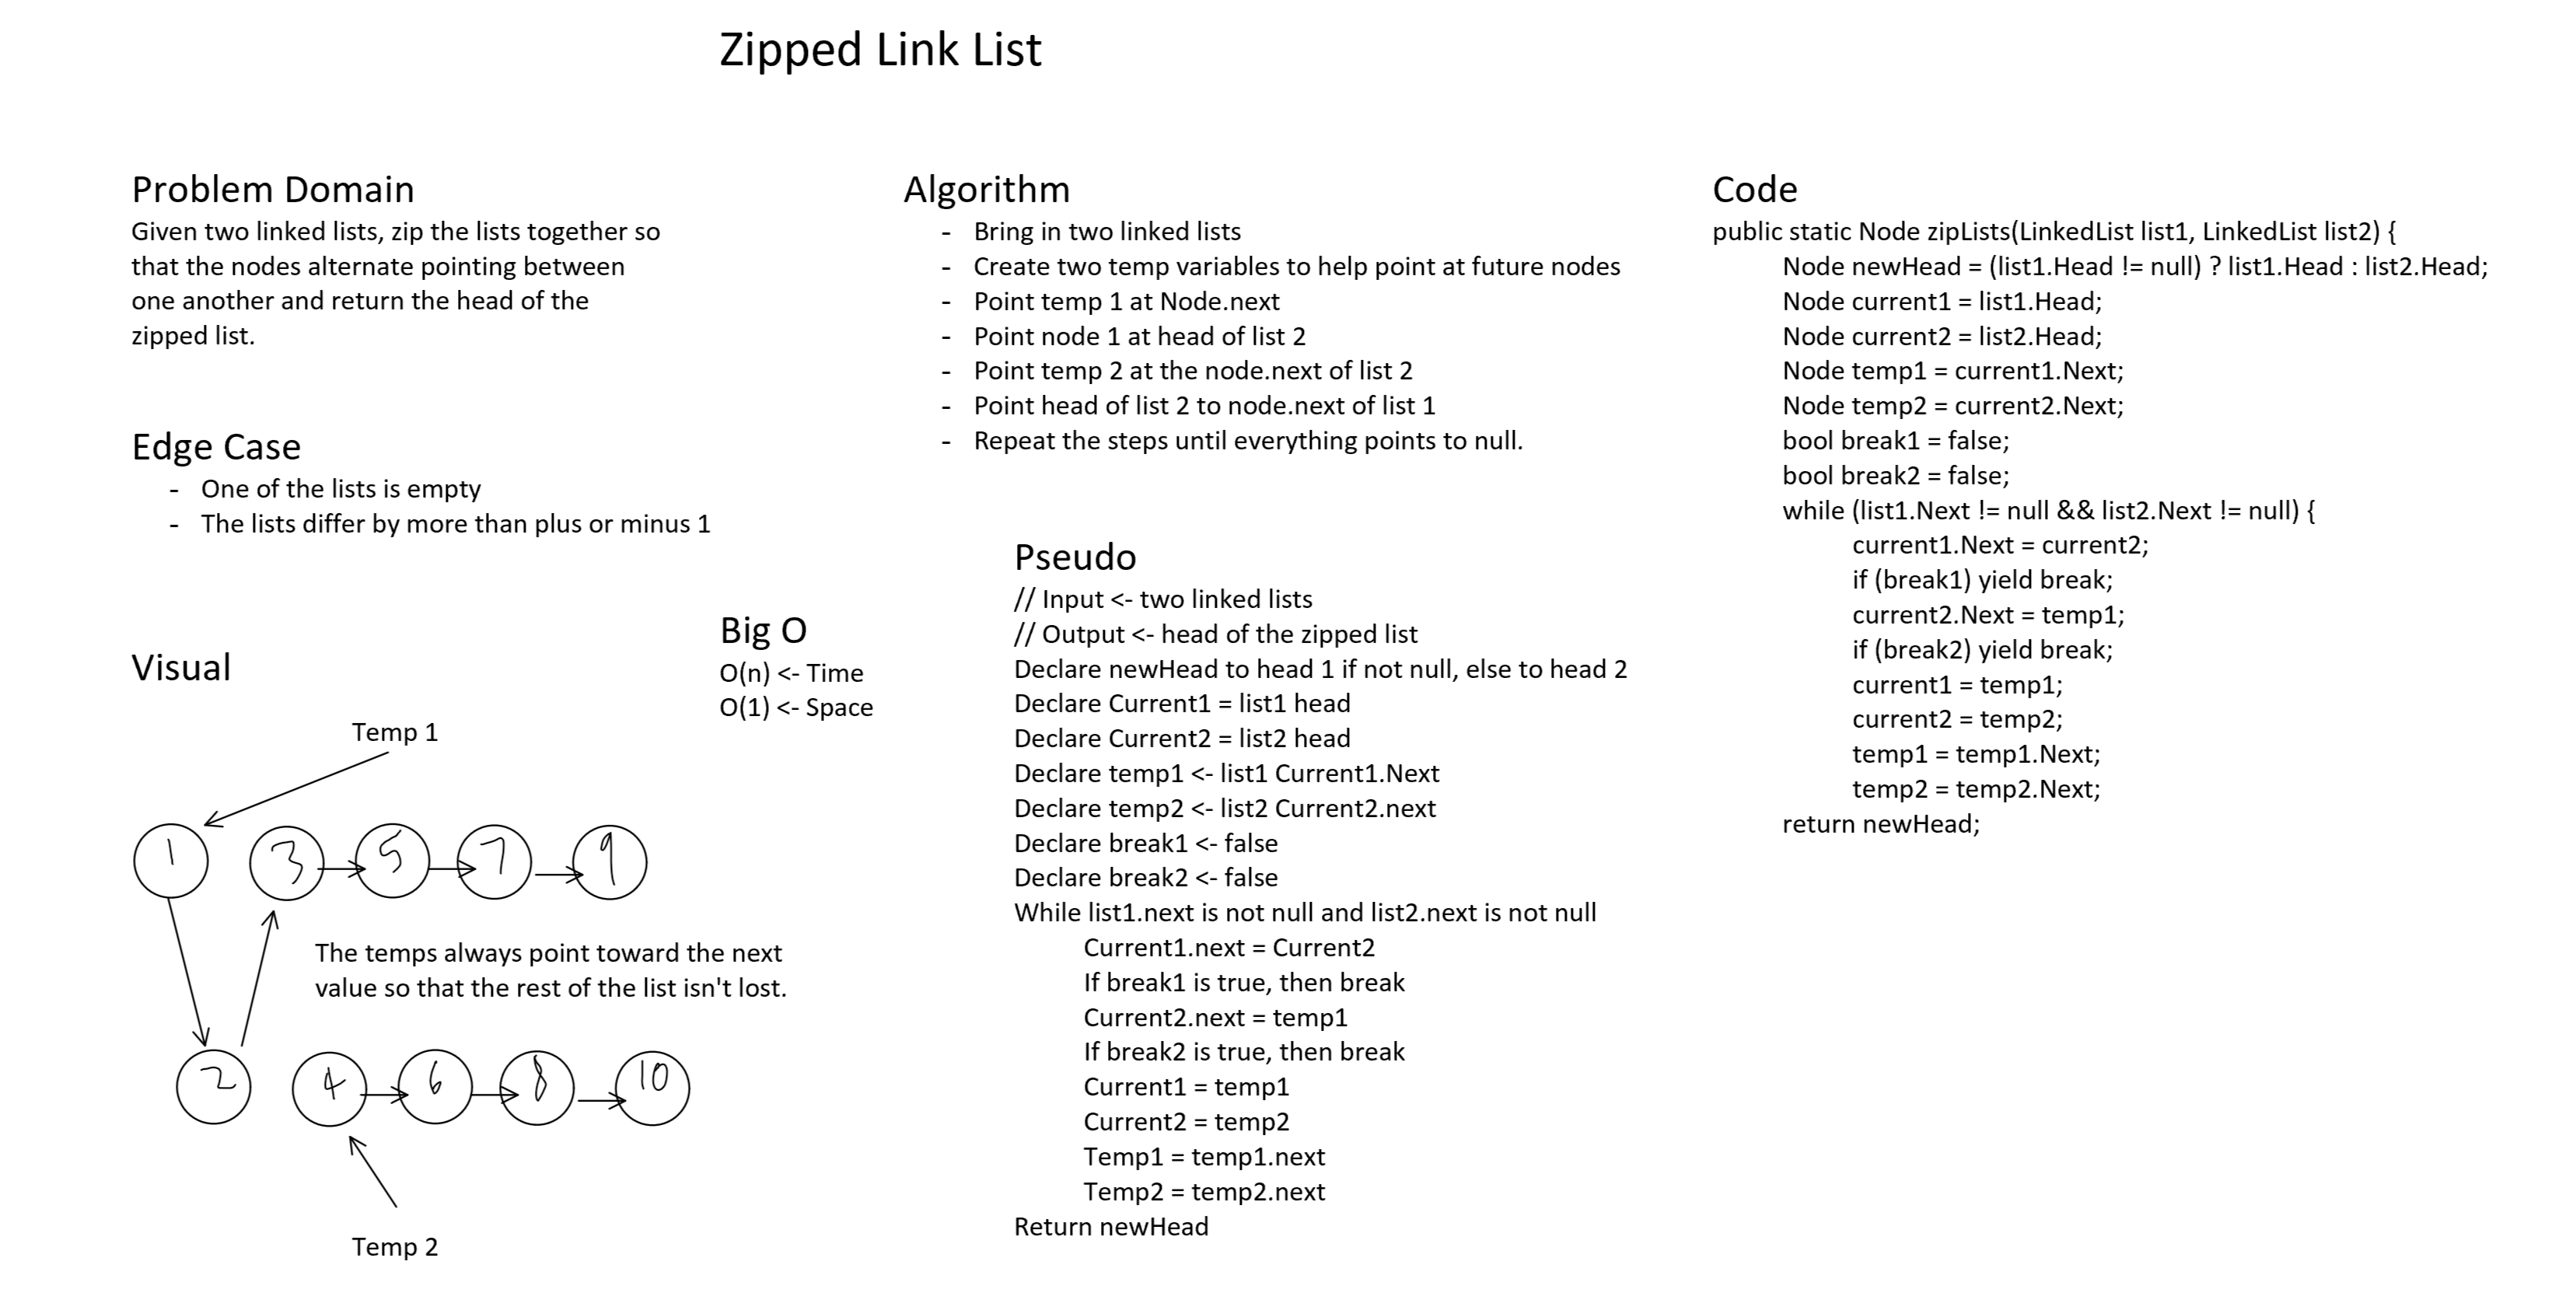 Zipped Link List
Problem Domain
Given two linked lists, zip the lists together so
that the nodes alternate pointing between
one another and return the head of the
zipped list.
Edge Case
- One of the lists is empty
- The lists differ by more than plus or minus 1
Visual
Temp 1
1 3 5 7 9
The temps always point toward the next
value so that the rest of the list isn't lost.
2 4 6 8 10
Temp 2
Big O
O(n) <- Time
O(1) <- Space
Algorithm
- Bring in two linked lists
- Create two temp variables to help point at future nodes
- Point temp 1 at Node.next
- Point node 1 at head of list 2
- Point temp 2 at the node.next of list 2
- Point head of list 2 to node.next of list 1
- Repeat the steps until everything points to null.
Pseudo
// Input <- two linked lists
// Output <- head of the zipped list
Declare newHead to head 1 if not null, else to head 2
Declare Current1 = list1 head
Declare Current2 = list2 head
Declare temp1 <- list1 Current1.Next
Declare temp2 <- list2 Current2.next
Declare break1 <- false
Declare break2 <- false
While list1.next is not null and list2.next is not null
Current1.next = Current2
If break1 is true, then break
Current2.next = temp1
If break2 is true, then break
Current1 = temp1
Current2 = temp2
Temp1 = temp1.next
Temp2 = temp2.next
Return newHead
Code
public static Node zipLists(LinkedList list1, LinkedList list2) {
Node newHead = (list1.Head != null) ? list1.Head : list2.Head;
Node current1 = list1.Head;
Node current2 = list2.Head;
Node temp1 = current1.Next;
Node temp2 = current2.Next;
bool break1 = false;
bool break2 = false;
while (list1.Next != null && list2.Next != null) {
current1.Next = current2;
if (break1) yield break;
current2.Next = temp1;
if (break2) yield break;
current1 = temp1;
current2 = temp2;
temp1 = temp1.Next;
temp2 = temp2.Next;
return newHead;